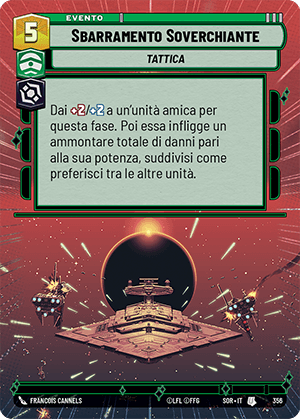 5
EVENTO
SBARRAMENTO SOVERCHIANTE
TATTICA
Dai +2/+2 a un'unità amica per
questa fase. Poi essa infligge un
ammontare totale di danni pari
alla sua potenza, suddivisi come
preferisci tra le altre unità.
FRANCOIS CANNELS
©LFL ©FFG
SOR • IT
356